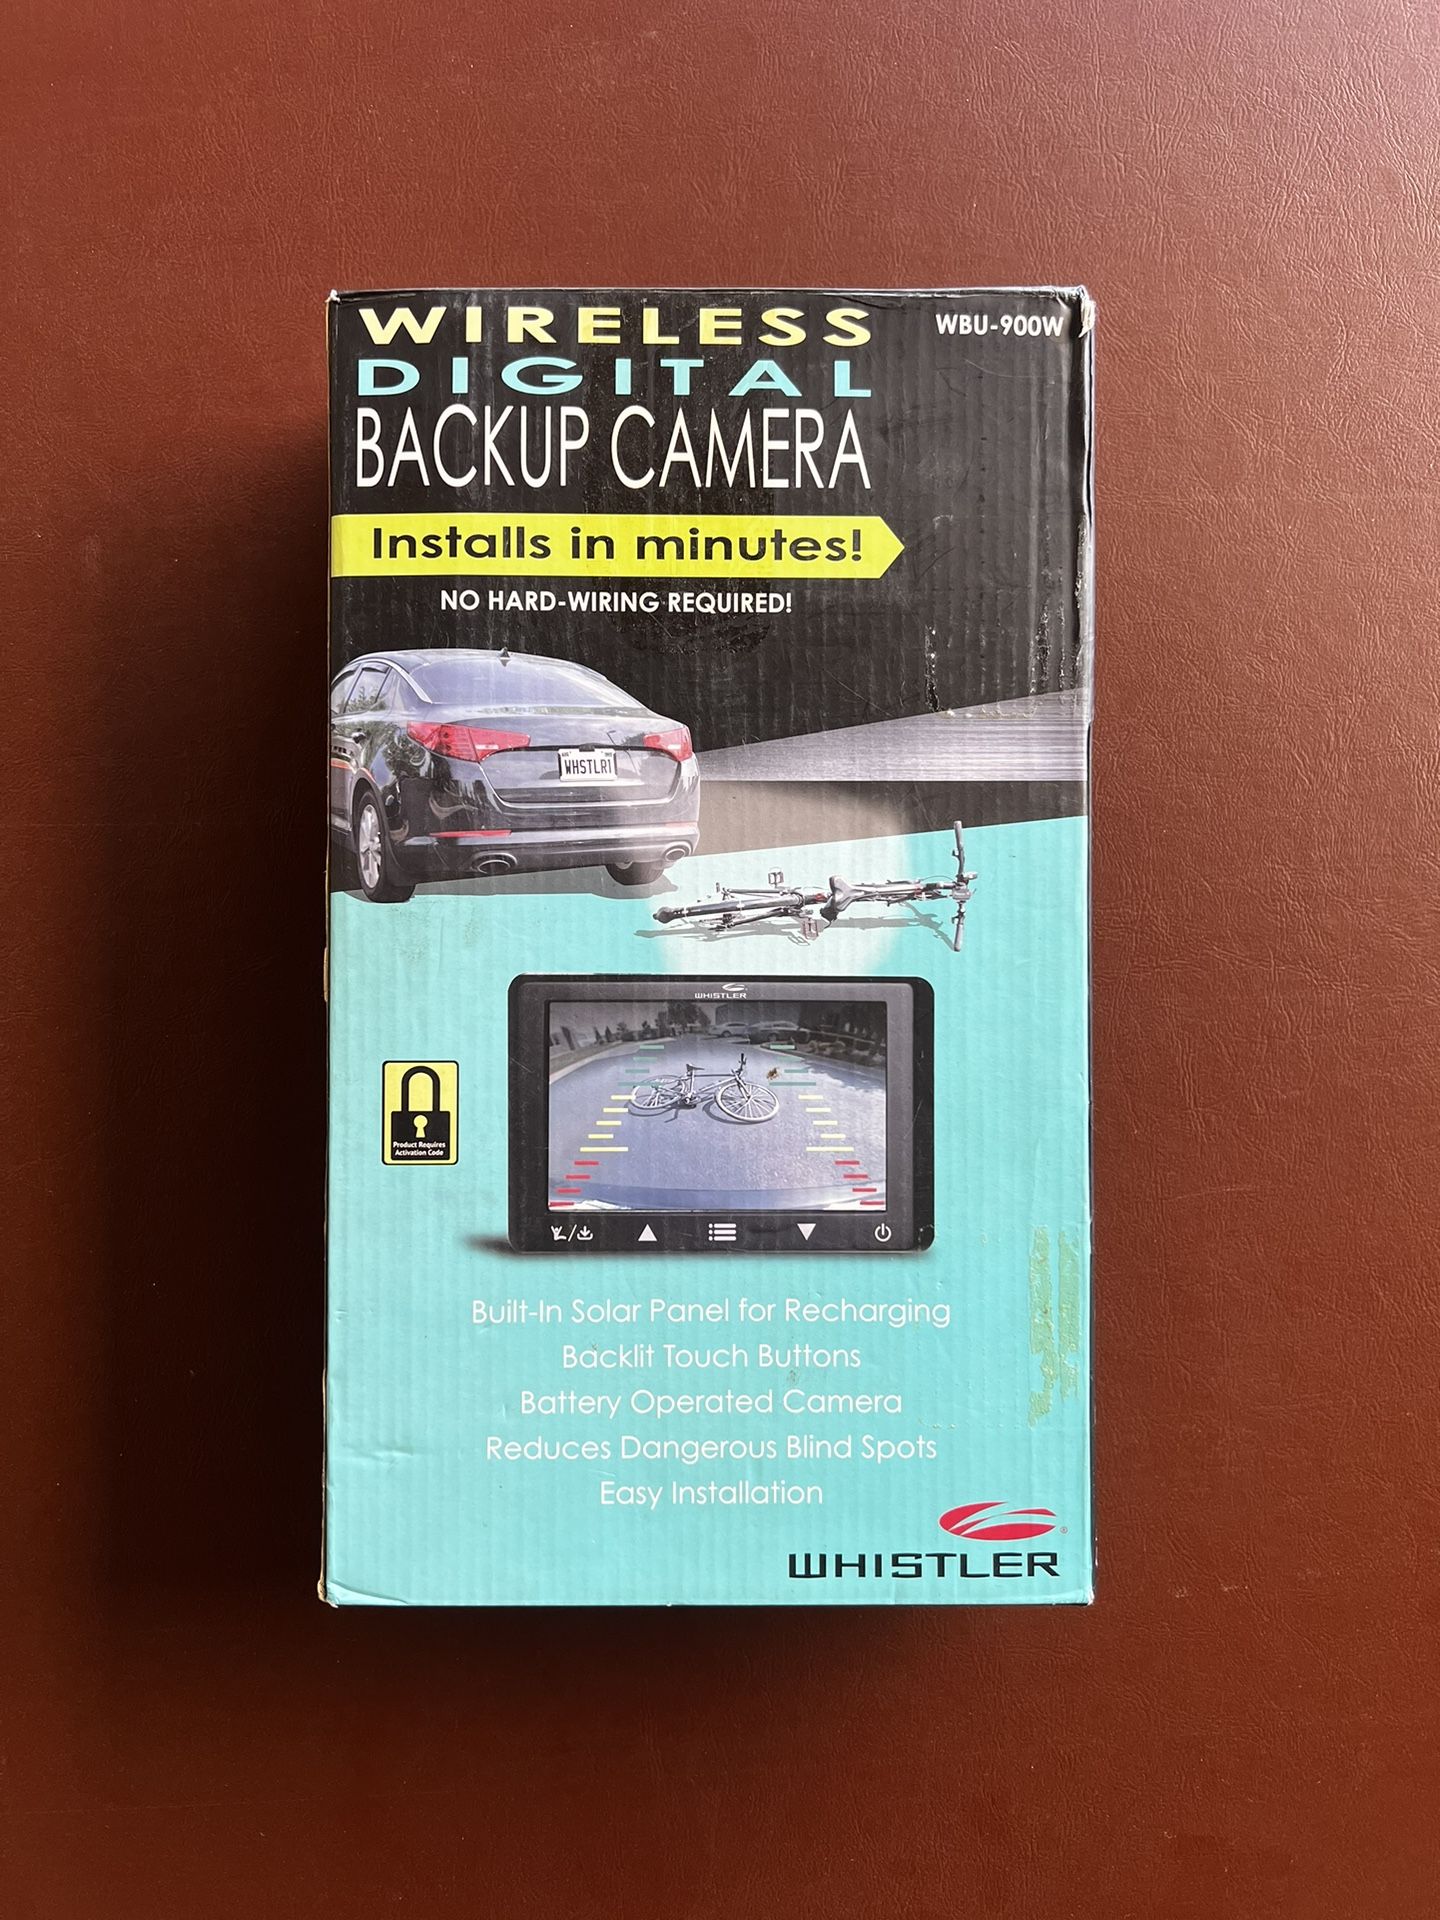 WIRELESS
WBU-900W
DIGITAL
BACKUP CAMERA
Installs in minutes!
NO HARD-WIRING REQUIRED!
WHSTLR1
WHISTLER
Product Requires
Activation Code
Built-In Solar Panel for Recharging
Backlit Touch Buttons
Battery Operated Camera
Reduces Dangerous Blind Spots
Easy Installation
®
WHISTLER